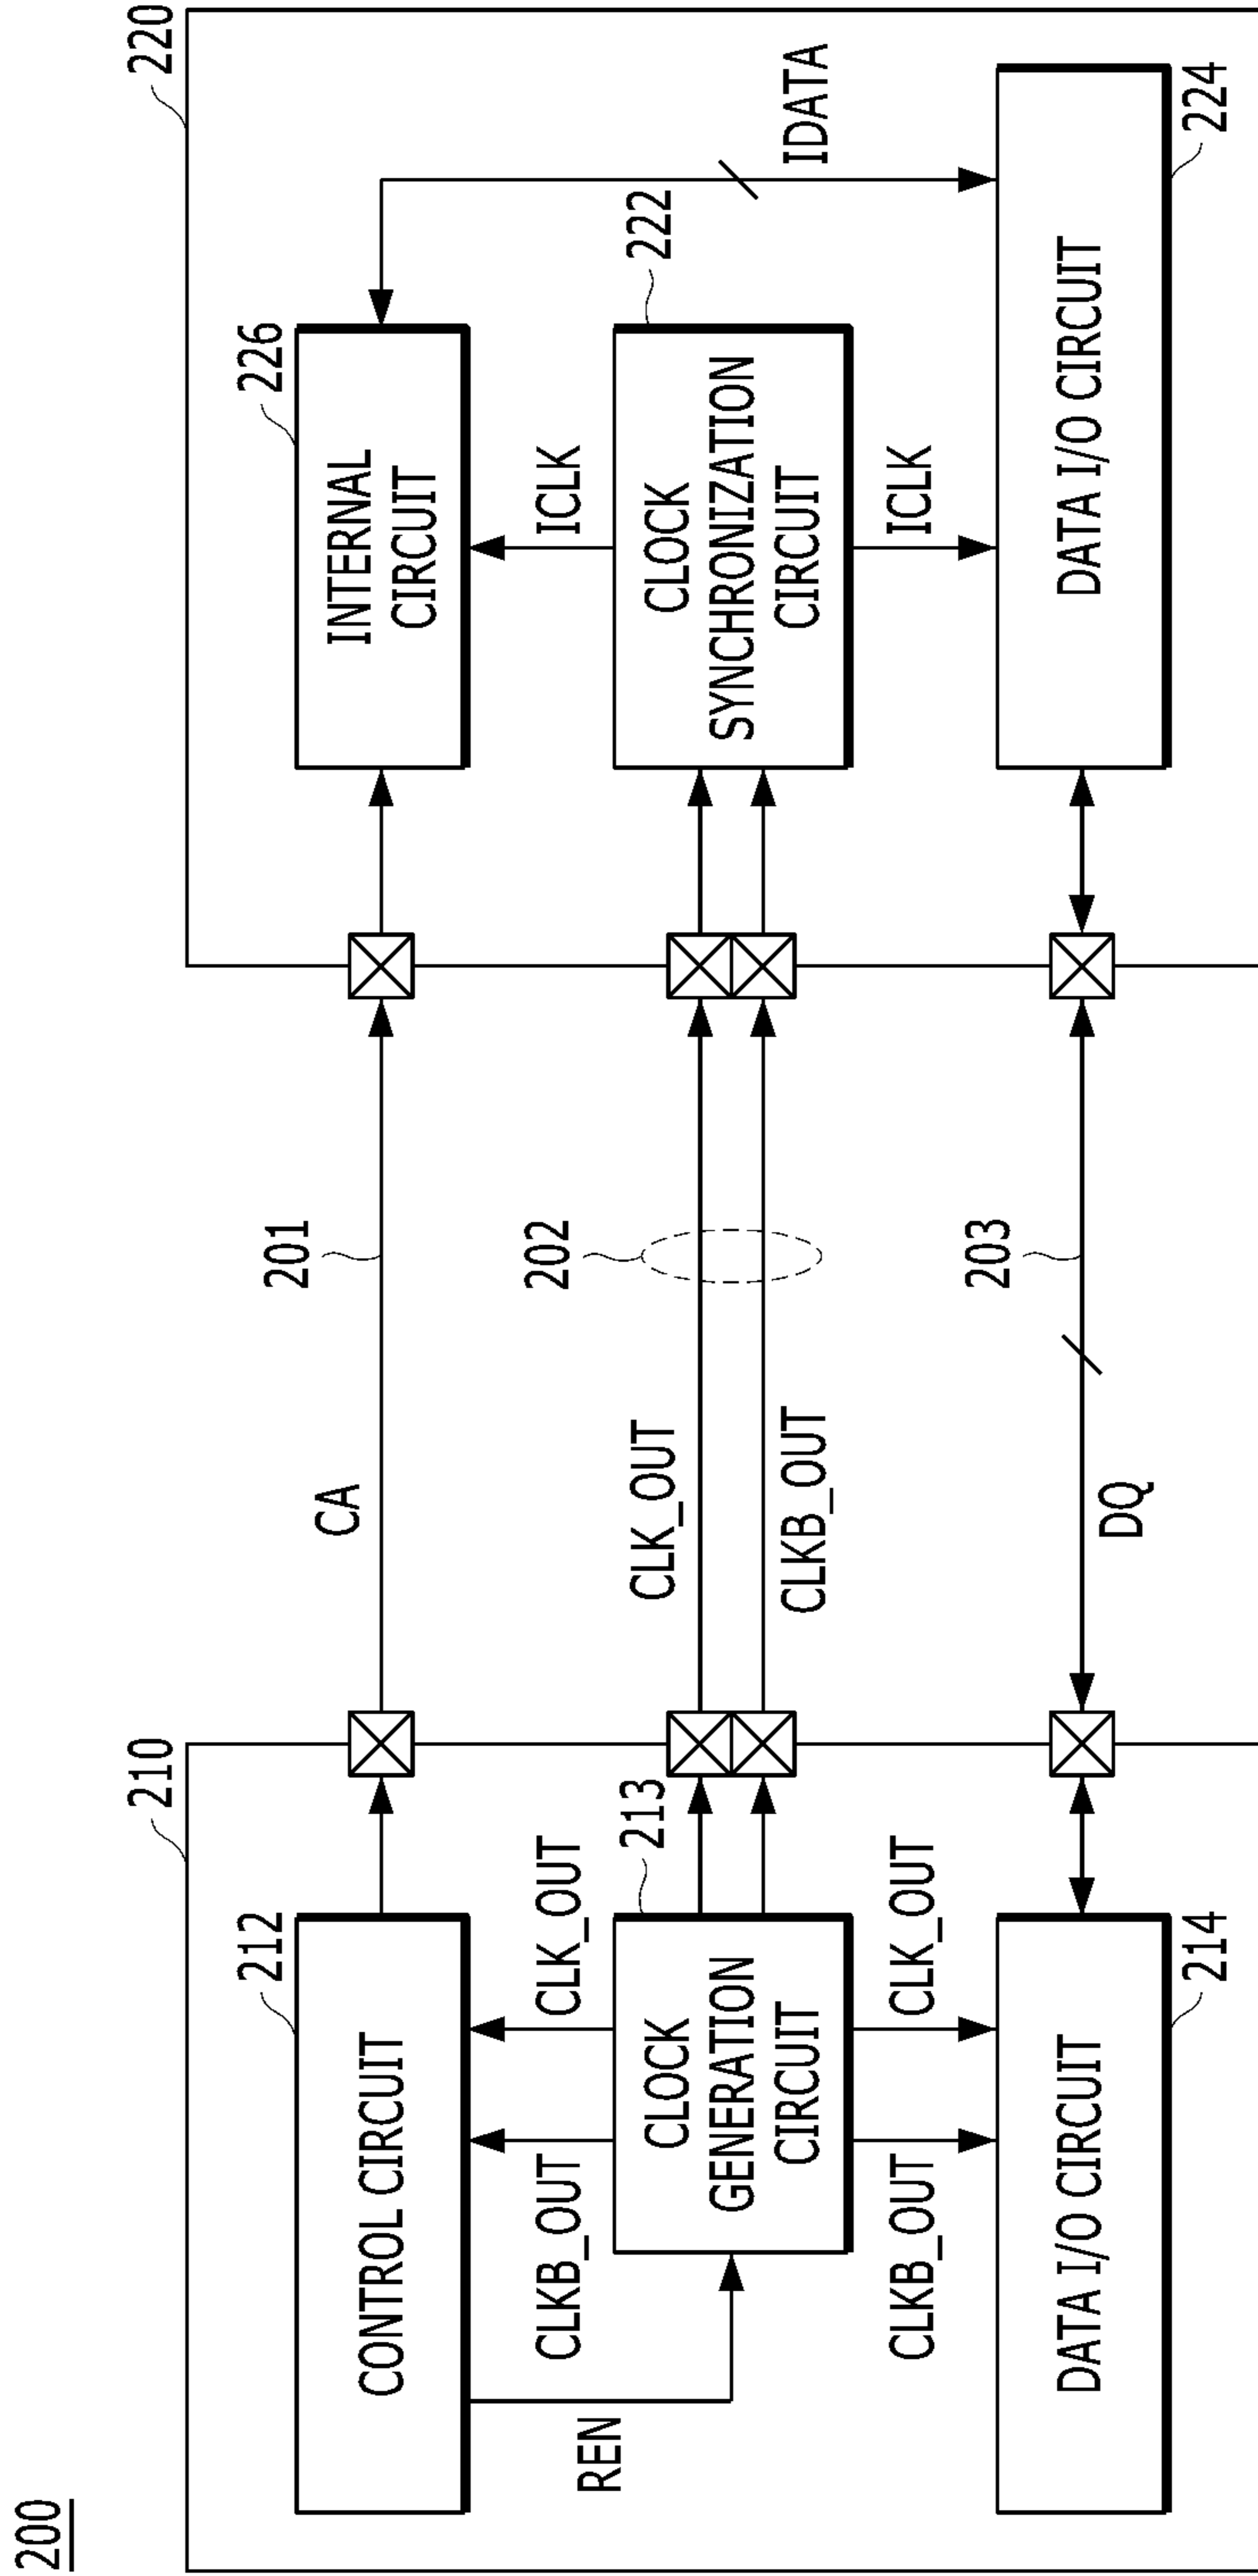 200
210
220
212
CONTROL CIRCUIT
REN
CLKB_OUT
CLK_OUT
213
CLOCK
GENERATION
CIRCUIT
CLKB_OUT
CLK_OUT
DATA I/O CIRCUIT
214
CA
201
CLK_OUT
202
CLKB_OUT
DQ
203
226
INTERNAL
CIRCUIT
ICLK
222
CLOCK
SYNCHRONIZATION
CIRCUIT
ICLK
IDATA
DATA I/O CIRCUIT
224